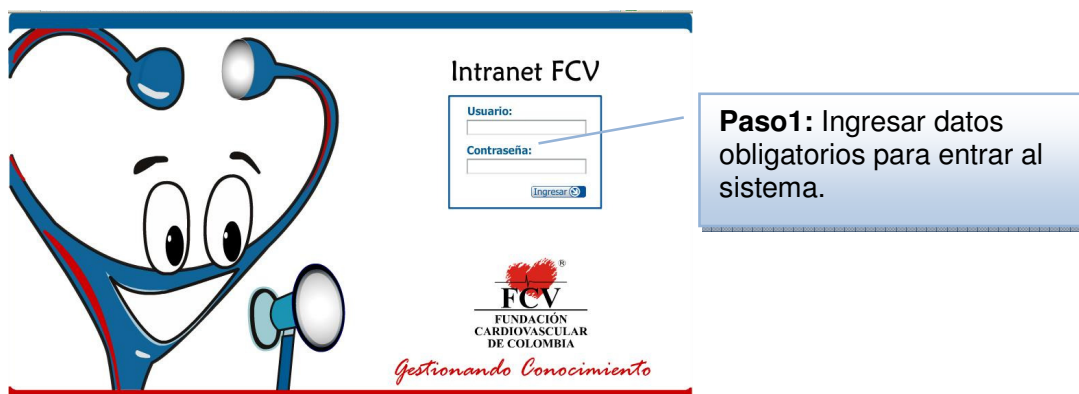 Intranet FCV
Usuario:
Contraseña:
Ingresar
Paso1: Ingresar datos
obligatorios para entrar al
sistema.
®
FCV
FUNDACIÓN
CARDIOVASCULAR
DE COLOMBIA
Gestionando Conocimiento